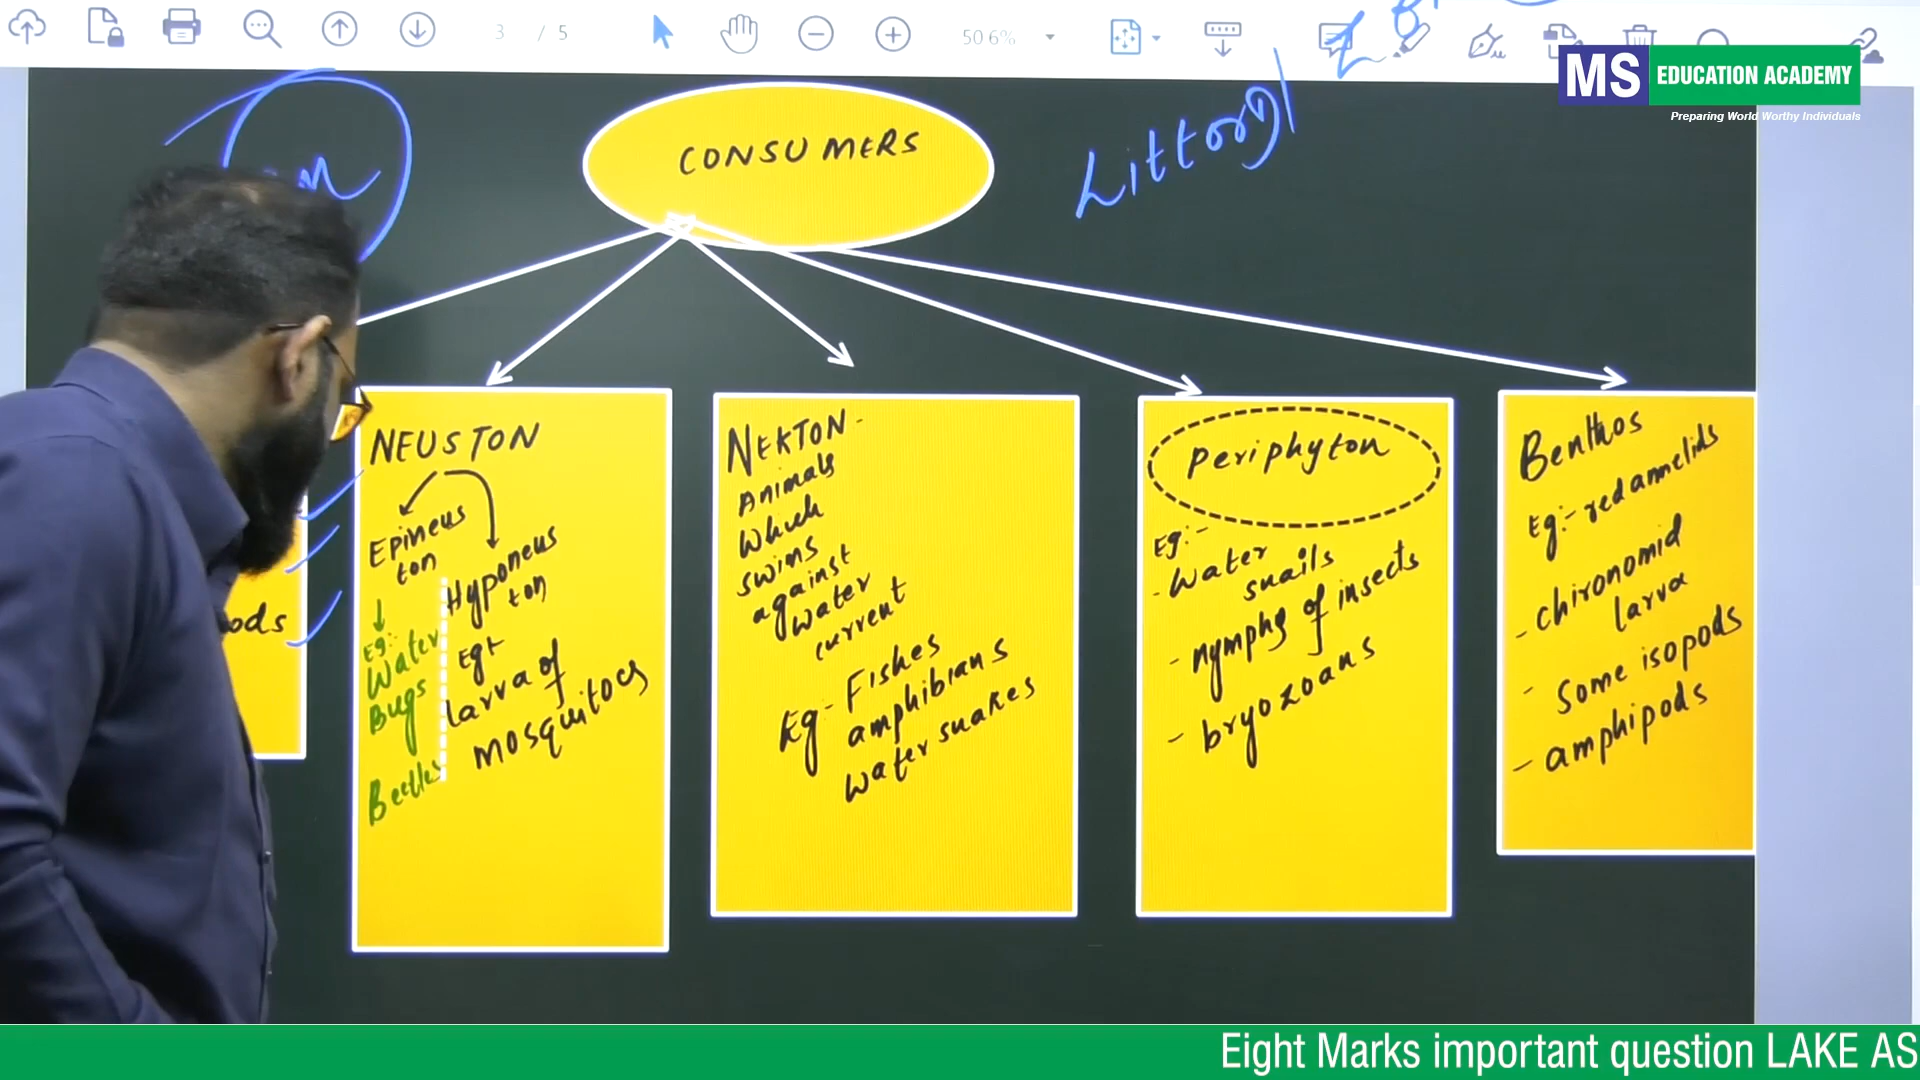 3 / 5
50.6%
MS EDUCATION ACADEMY
Preparing World Worthy Individuals
CONSUMERS
Littoral
ods
NEUSTON
Epineus
ton
Hyponeus
ton
Eg:
Water
Bugs
Beetles
Eg:
Larva of
mosquitoes
NEKTON-
Animals
Which
swims
against
water
current
Eg:- Fishes
amphibians
water snakes
Periphyton
Eg:-
- Water
snails
- nymphs of insects
- bryozoans
Benthos
Eg:- red annelids
- chironomid
larva
- Some isopods
- amphipods
Eight Marks important question LAKE AS